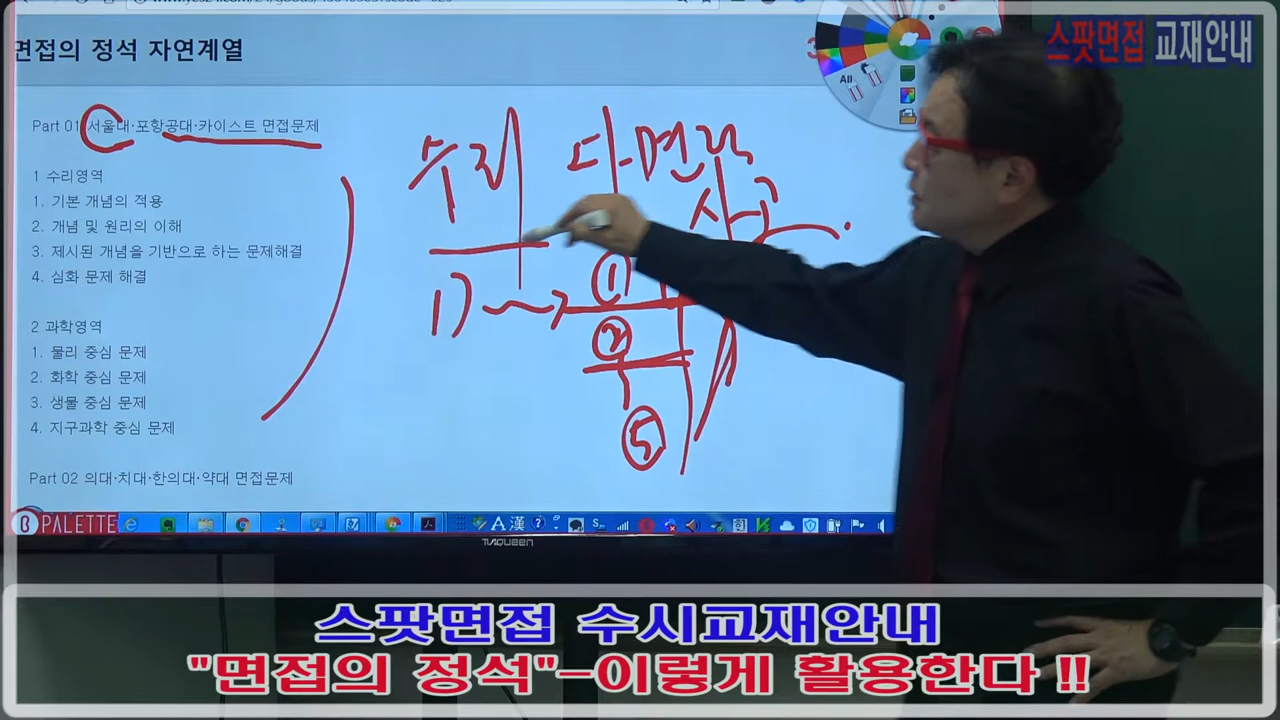 스팟면접 교재안내
면접의 정석 자연계열
Part 01 서울대·포항공대·카이스트 면접문제
1 수리영역
1. 기본 개념의 적용
2. 개념 및 원리의 이해
3. 제시된 개념을 기반으로 하는 문제해결
4. 심화 문제 해결
2 과학영역
1. 물리 중심 문제
2. 화학 중심 문제
3. 생물 중심 문제
4. 지구과학 중심 문제
Part 02 의대·치대·한의대·약대 면접문제
수리 다면적
사고
1) ①
②
⑤
All
PALETTE
A 漢
TVQUEEN
스팟면접 수시교재안내
"면접의 정석"-이렇게 활용한다 !!